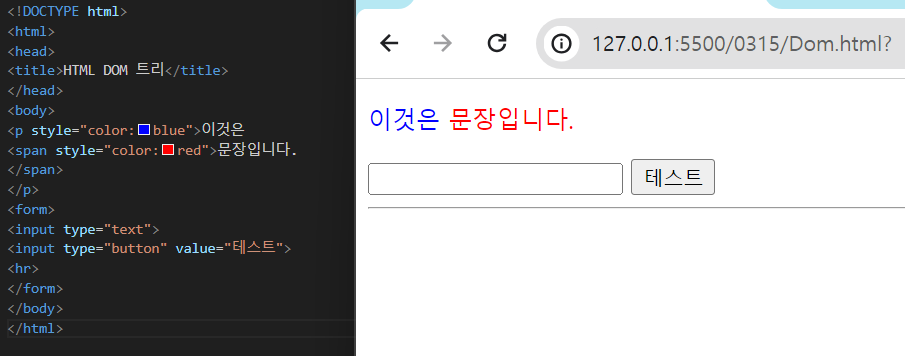 <!DOCTYPE html>
<html>
<head>
<title>HTML DOM 트리</title>
</head>
<body>
<p style="color:blue">이것은
<span style="color:red">문장입니다.
</span>
</p>
<form>
<input type="text">
<input type="button" value="테스트">
<hr>
</form>
</body>
</html>
127.0.0.1:5500/0315/Dom.html?
이것은 문장입니다.
테스트